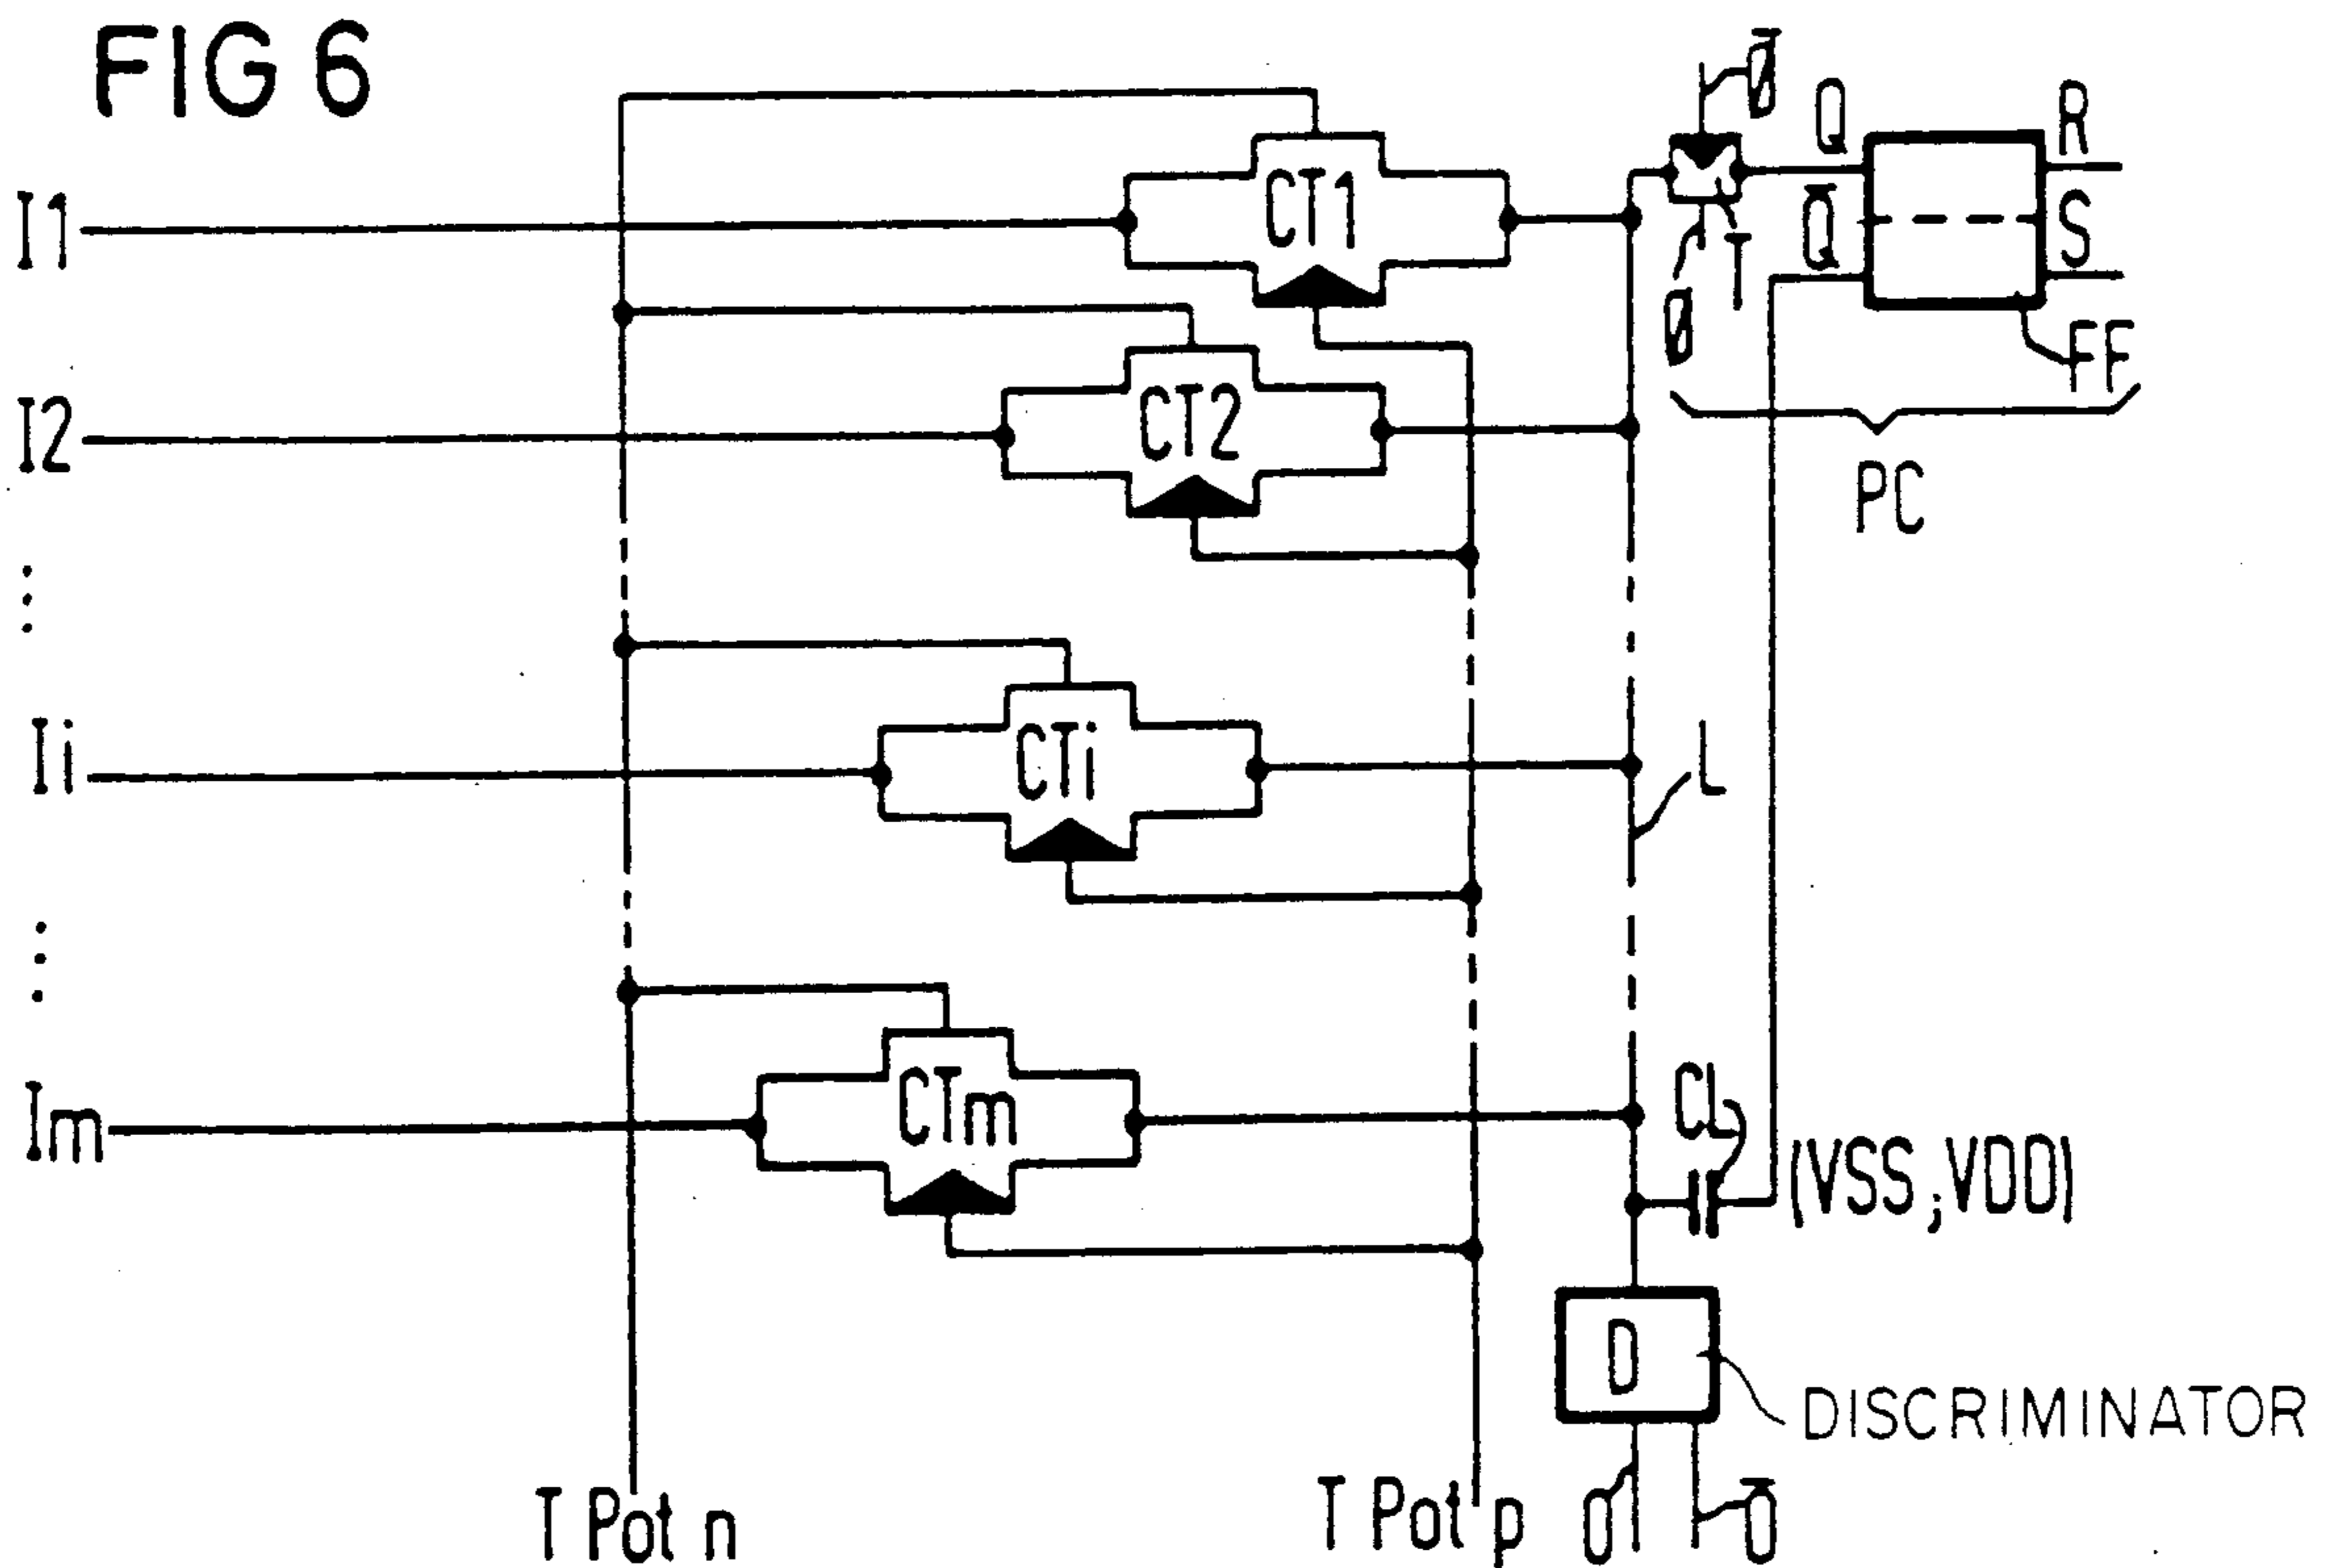 FIG 6
Ø̅
Q
R
I1
CT1
Q̅
S
Ø
T
FF
I2
CT2
PC
⋮
Ii
CTi
L
⋮
Im
CTm
CL
(VSS;VDD)
D
DISCRIMINATOR
T Pot n
T Pot p
O
O̅